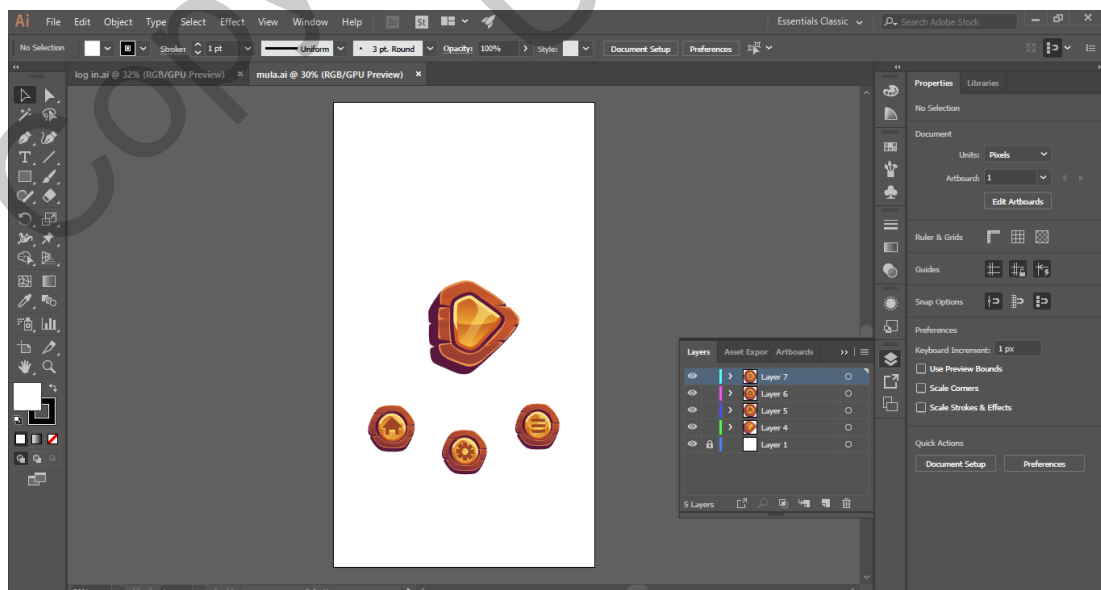 Ai File Edit Object Type Select Effect View Window Help Br St Essentials Classic Search Adobe Stock
No Selection Stroke: 1 pt Uniform 3 pt. Round Opacity: 100% Style: Document Setup Preferences
log in.ai @ 32% (RGB/GPU Preview) × mula.ai @ 30% (RGB/GPU Preview) ×
Properties Libraries
No Selection
Document
Units: Pixels
Artboard: 1
Edit Artboards
Ruler & Grids
Guides
Snap Options
Preferences
Keyboard Increment: 1 px
Use Preview Bounds
Scale Corners
Scale Strokes & Effects
Quick Actions
Document Setup Preferences
Layers Asset Expor Artboards
Layer 7
Layer 6
Layer 5
Layer 4
Layer 1
5 Layers